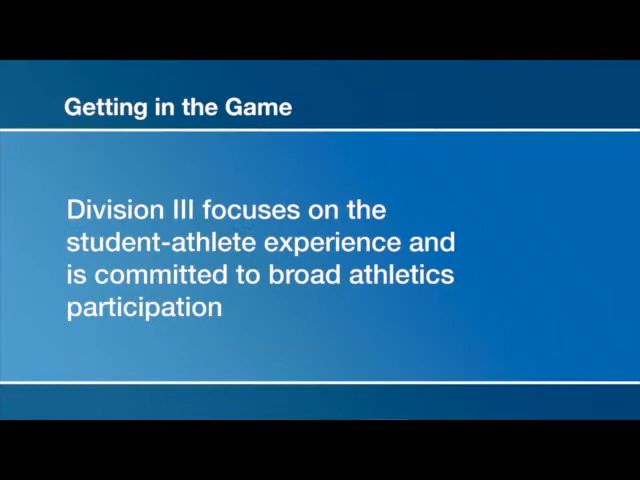 Getting in the Game
Division III focuses on the
student-athlete experience and
is committed to broad athletics
participation